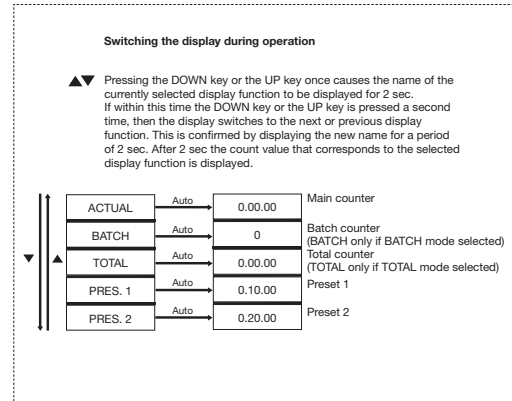 Switching the display during operation
▲▼ Pressing the DOWN key or the UP key once causes the name of the
currently selected display function to be displayed for 2 sec.
If within this time the DOWN key or the UP key is pressed a second
time, then the display switches to the next or previous display
function. This is confirmed by displaying the new name for a period
of 2 sec. After 2 sec the count value that corresponds to the selected
display function is displayed.
ACTUAL Auto 0.00.00 Main counter
BATCH Auto 0 Batch counter
(BATCH only if BATCH mode selected)
TOTAL Auto 0.00.00 Total counter
(TOTAL only if TOTAL mode selected)
PRES. 1 Auto 0.10.00 Preset 1
PRES. 2 Auto 0.20.00 Preset 2